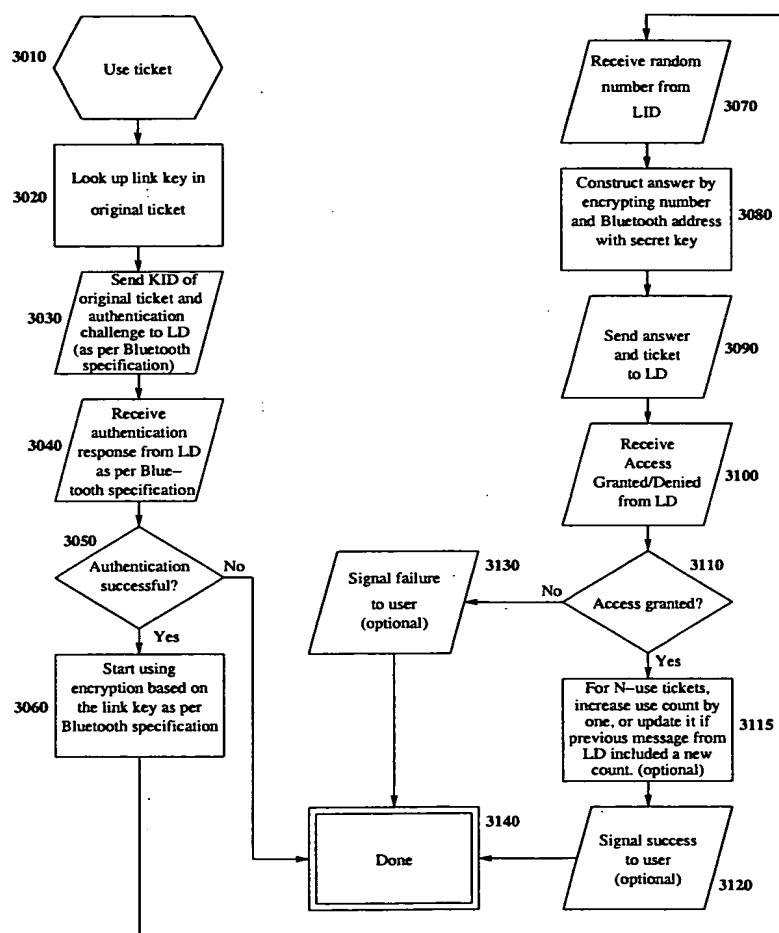 3010
Use ticket
3020
Look up link key in
original ticket
3030
Send KID of
original ticket and
authentication
challenge to LD
(as per Bluetooth
specification)
3040
Receive
authentication
response from LD
as per Blue-
tooth specification
3050
Authentication
successful?
No
Yes
3060
Start using
encryption based on
the link key as per
Bluetooth specification
Receive random
number from
LID
3070
Construct answer by
encrypting number
and Bluetooth address
with secret key
3080
Send answer
and ticket
to LD
3090
Receive
Access
Granted/Denied
from LD
3100
3110
Access granted?
No
Yes
3130
Signal failure
to user
(optional)
For N-use tickets,
increase use count by
one, or update it if
previous message from
LD included a new
count. (optional)
3115
Signal success
to user
(optional)
3120
3140
Done